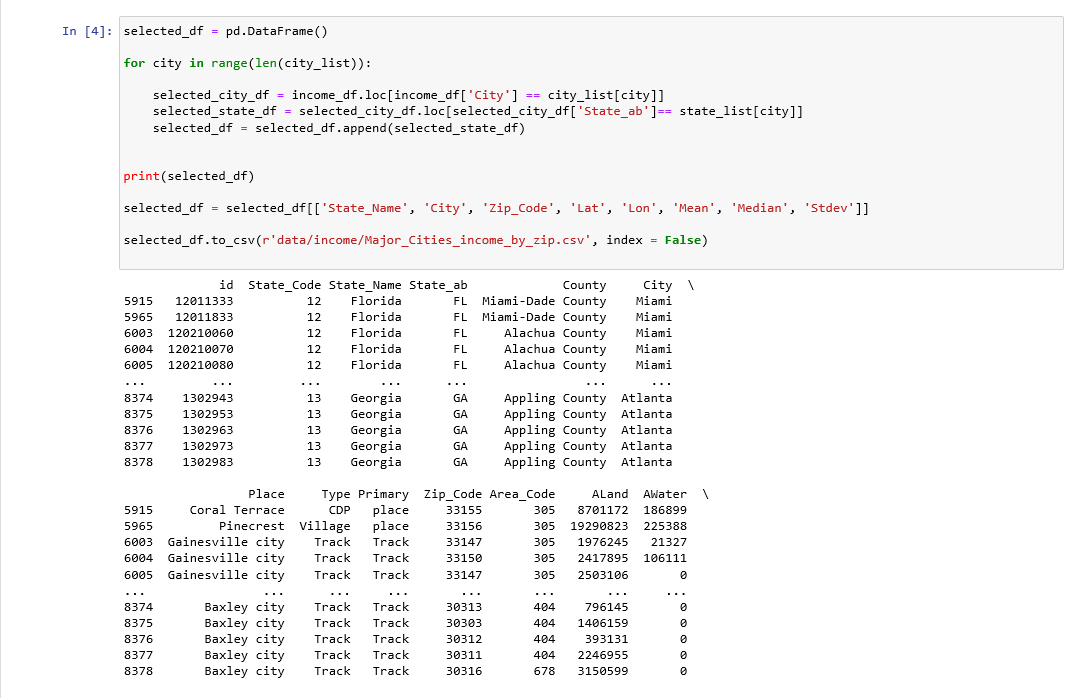 In [4]: selected_df = pd.DataFrame()
for city in range(len(city_list)):
selected_city_df = income_df.loc[income_df['City'] == city_list[city]]
selected_state_df = selected_city_df.loc[selected_city_df['State_ab']== state_list[city]]
selected_df = selected_df.append(selected_state_df)
print(selected_df)
selected_df = selected_df[['State_Name', 'City', 'Zip_Code', 'Lat', 'Lon', 'Mean', 'Median', 'Stdev']]
selected_df.to_csv(r'data/income/Major_Cities_income_by_zip.csv', index = False)
id State_Code State_Name State_ab County City \
5915 12011333 12 Florida FL Miami-Dade County Miami
5965 12011833 12 Florida FL Miami-Dade County Miami
6003 120210060 12 Florida FL Alachua County Miami
6004 120210070 12 Florida FL Alachua County Miami
6005 120210080 12 Florida FL Alachua County Miami
... ... ... ... ... ... ...
8374 1302943 13 Georgia GA Appling County Atlanta
8375 1302953 13 Georgia GA Appling County Atlanta
8376 1302963 13 Georgia GA Appling County Atlanta
8377 1302973 13 Georgia GA Appling County Atlanta
8378 1302983 13 Georgia GA Appling County Atlanta
Place Type Primary Zip_Code Area_Code ALand AWater \
5915 Coral Terrace CDP place 33155 305 8701172 186899
5965 Pinecrest Village place 33156 305 19290823 225388
6003 Gainesville city Track Track 33147 305 1976245 21327
6004 Gainesville city Track Track 33150 305 2417895 106111
6005 Gainesville city Track Track 33147 305 2503106 0
... ... ... ... ... ... ... ...
8374 Baxley city Track Track 30313 404 796145 0
8375 Baxley city Track Track 30303 404 1406159 0
8376 Baxley city Track Track 30312 404 393131 0
8377 Baxley city Track Track 30311 404 2246955 0
8378 Baxley city Track Track 30316 678 3150599 0